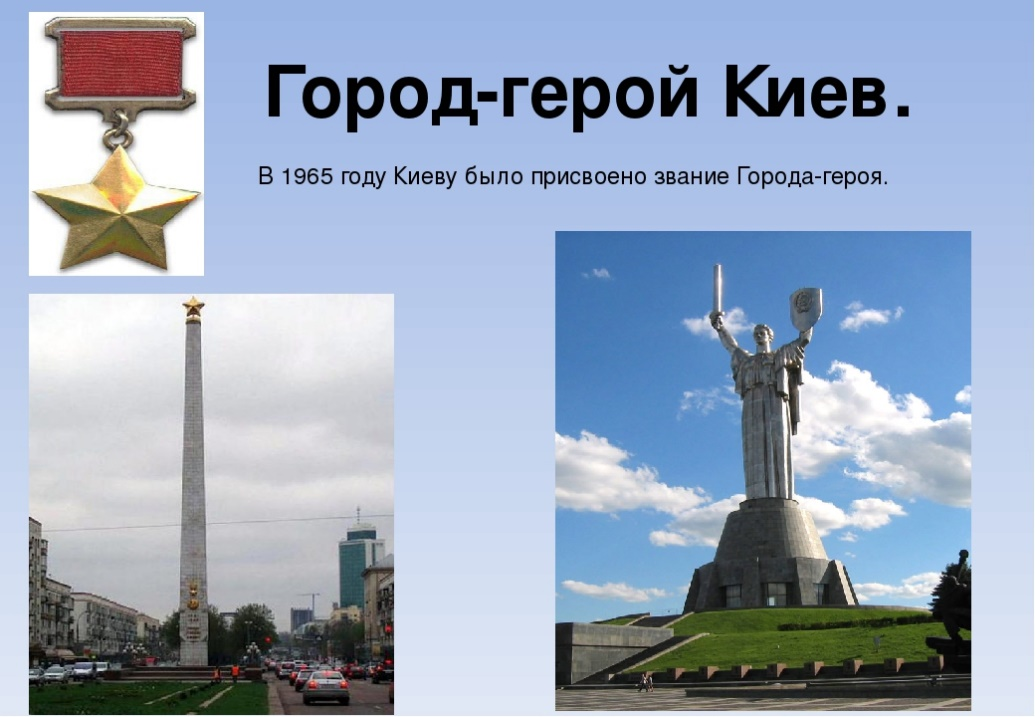 Город-герой Киев.
В 1965 году Киеву было присвоено звание Города-героя.